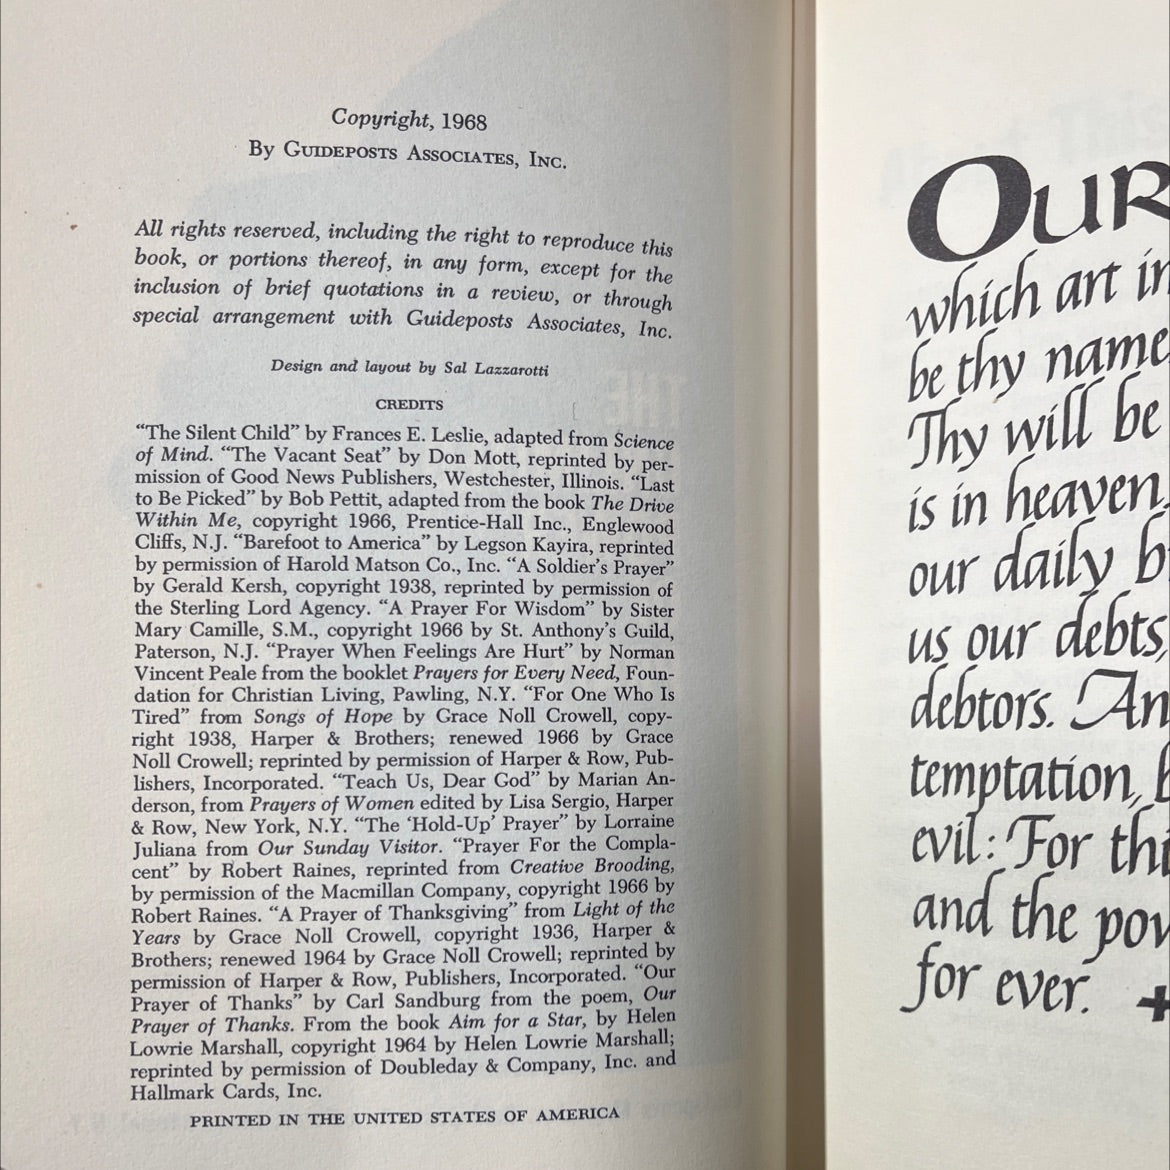 Copyright, 1968
By Guideposts Associates, Inc.
All rights reserved, including the right to reproduce this
book, or portions thereof, in any form, except for the
inclusion of brief quotations in a review, or through
special arrangement with Guideposts Associates, Inc.
Design and layout by Sal Lazzarotti
CREDITS
“The Silent Child” by Frances E. Leslie, adapted from Science
of Mind. “The Vacant Seat” by Don Mott, reprinted by per-
mission of Good News Publishers, Westchester, Illinois. “Last
to Be Picked” by Bob Pettit, adapted from the book The Drive
Within Me, copyright 1966, Prentice-Hall Inc., Englewood
Cliffs, N.J. “Barefoot to America” by Legson Kayira, reprinted
by permission of Harold Matson Co., Inc. “A Soldier’s Prayer”
by Gerald Kersh, copyright 1938, reprinted by permission of
the Sterling Lord Agency. “A Prayer For Wisdom” by Sister
Mary Camille, S.M., copyright 1966 by St. Anthony’s Guild,
Paterson, N.J. “Prayer When Feelings Are Hurt” by Norman
Vincent Peale from the booklet Prayers for Every Need, Foun-
dation for Christian Living, Pawling, N.Y. “For One Who Is
Tired” from Songs of Hope by Grace Noll Crowell, copy-
right 1938, Harper & Brothers; renewed 1966 by Grace
Noll Crowell; reprinted by permission of Harper & Row, Pub-
lishers, Incorporated. “Teach Us, Dear God” by Marian An-
derson, from Prayers of Women edited by Lisa Sergio, Harper
& Row, New York, N.Y. “The ‘Hold-Up’ Prayer” by Lorraine
Juliana from Our Sunday Visitor. “Prayer For the Compla-
cent” by Robert Raines, reprinted from Creative Brooding,
by permission of the Macmillan Company, copyright 1966 by
Robert Raines. “A Prayer of Thanksgiving” from Light of the
Years by Grace Noll Crowell, copyright 1936, Harper &
Brothers; renewed 1964 by Grace Noll Crowell; reprinted by
permission of Harper & Row, Publishers, Incorporated. “Our
Prayer of Thanks” by Carl Sandburg from the poem, Our
Prayer of Thanks. From the book Aim for a Star, by Helen
Lowrie Marshall, copyright 1964 by Helen Lowrie Marshall;
reprinted by permission of Doubleday & Company, Inc. and
Hallmark Cards, Inc.
PRINTED IN THE UNITED STATES OF AMERICA
OUR
which art in
be thy name
Thy will be
is in heaven.
our daily
us our debts,
debtors. An
temptation,
evil: For thi
and the pow
for ever.